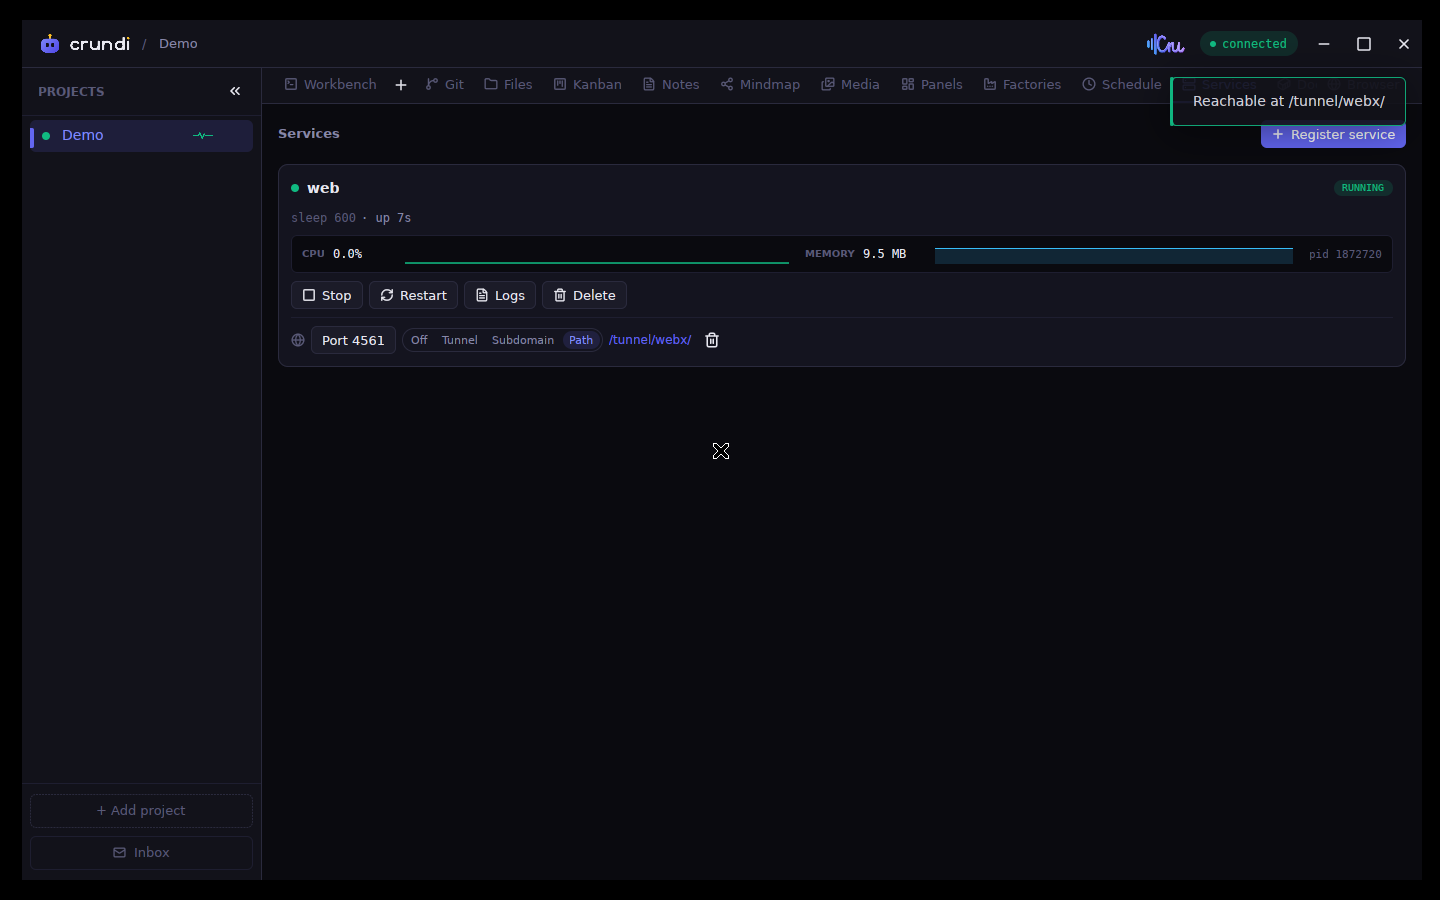 crundi / Demo
Cru
connected
PROJECTS
Workbench
Git
Files
Kanban
Notes
Mindmap
Media
Panels
Factories
Schedule
Services
Reachable at /tunnel/webx/
Demo
Services
+ Register service
web
RUNNING
sleep 600 · up 7s
CPU 0.0%
MEMORY 9.5 MB
pid 1872720
Stop
Restart
Logs
Delete
Port 4561
Off
Tunnel
Subdomain
Path
/tunnel/webx/
+ Add project
Inbox